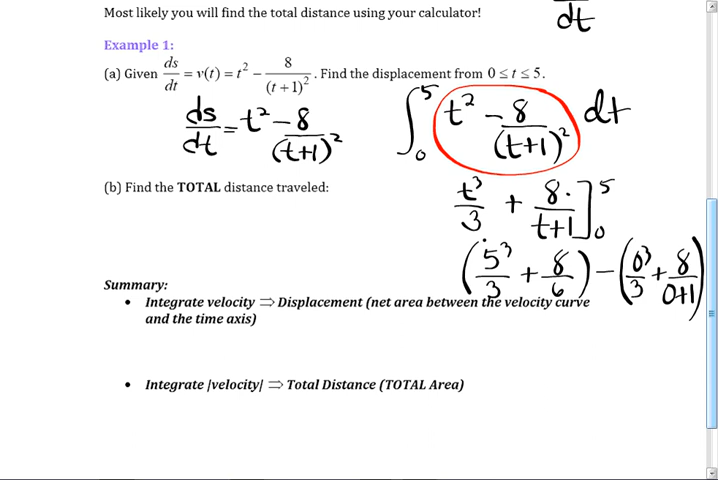 Most likely you will find the total distance using your calculator!
dt
Example 1:
(a) Given ds/dt = v(t) = t² − 8/(t+1)². Find the displacement from 0 ≤ t ≤ 5.
ds/dt = t² − 8/(t+1)²
∫₀⁵ t² − 8/(t+1)² dt
(b) Find the TOTAL distance traveled:
t³/3 + 8·/t+1]₀⁵
(5³/3 + 8/6) − (0³/3 + 8/0+1)
Summary:
• Integrate velocity ⇒ Displacement (net area between the velocity curve
and the time axis)
• Integrate |velocity| ⇒ Total Distance (TOTAL Area)